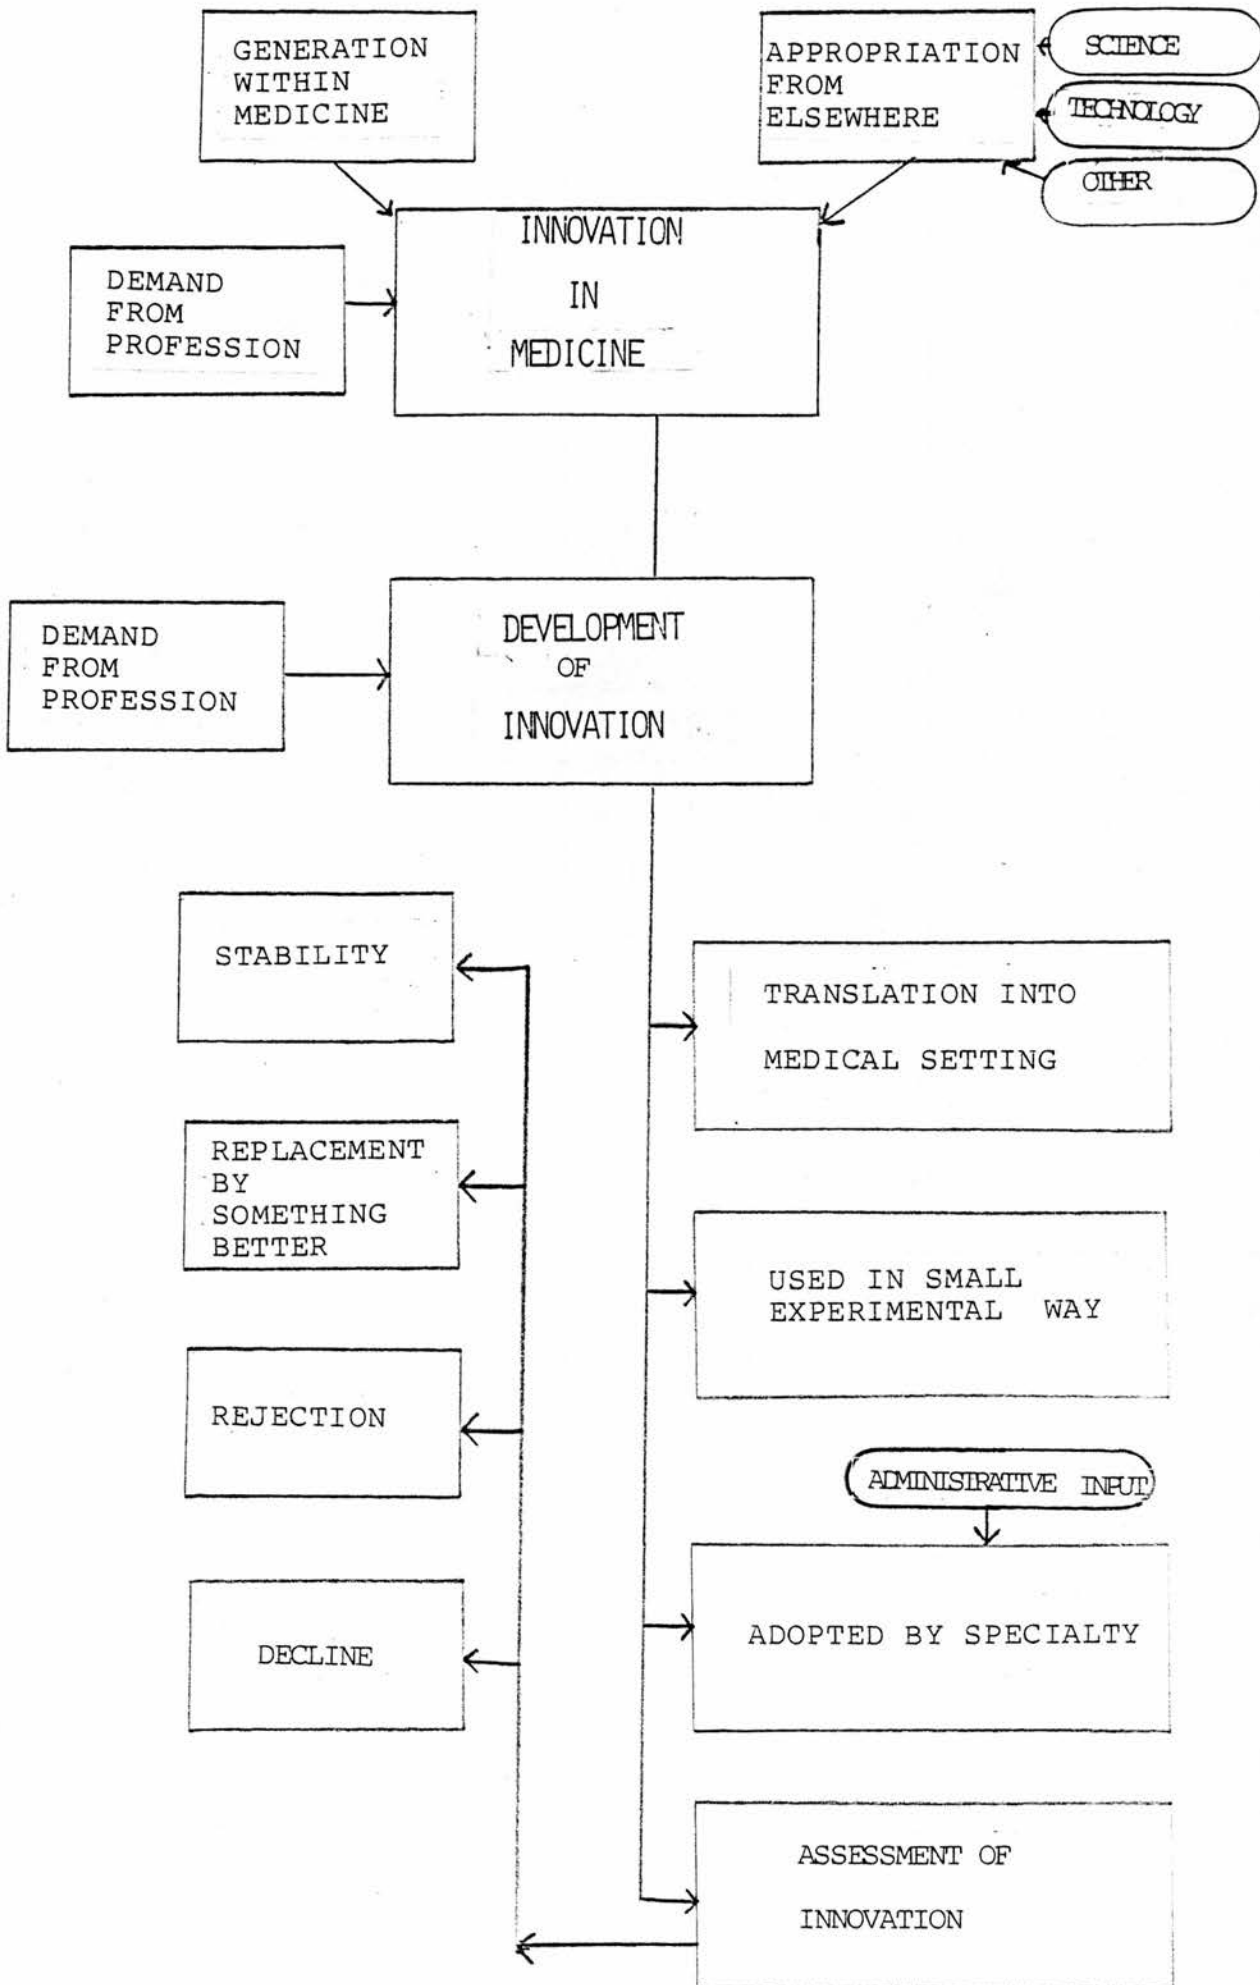 GENERATION
WITHIN
MEDICINE
APPROPRIATION
FROM
ELSEWHERE
SCIENCE
TECHNOLOGY
OTHER
DEMAND
FROM
PROFESSION
INNOVATION
IN
MEDICINE
DEMAND
FROM
PROFESSION
DEVELOPMENT
OF
INNOVATION
STABILITY
REPLACEMENT
BY
SOMETHING
BETTER
REJECTION
DECLINE
TRANSLATION INTO
MEDICAL SETTING
USED IN SMALL
EXPERIMENTAL WAY
ADMINISTRATIVE INPUT
ADOPTED BY SPECIALTY
ASSESSMENT OF
INNOVATION